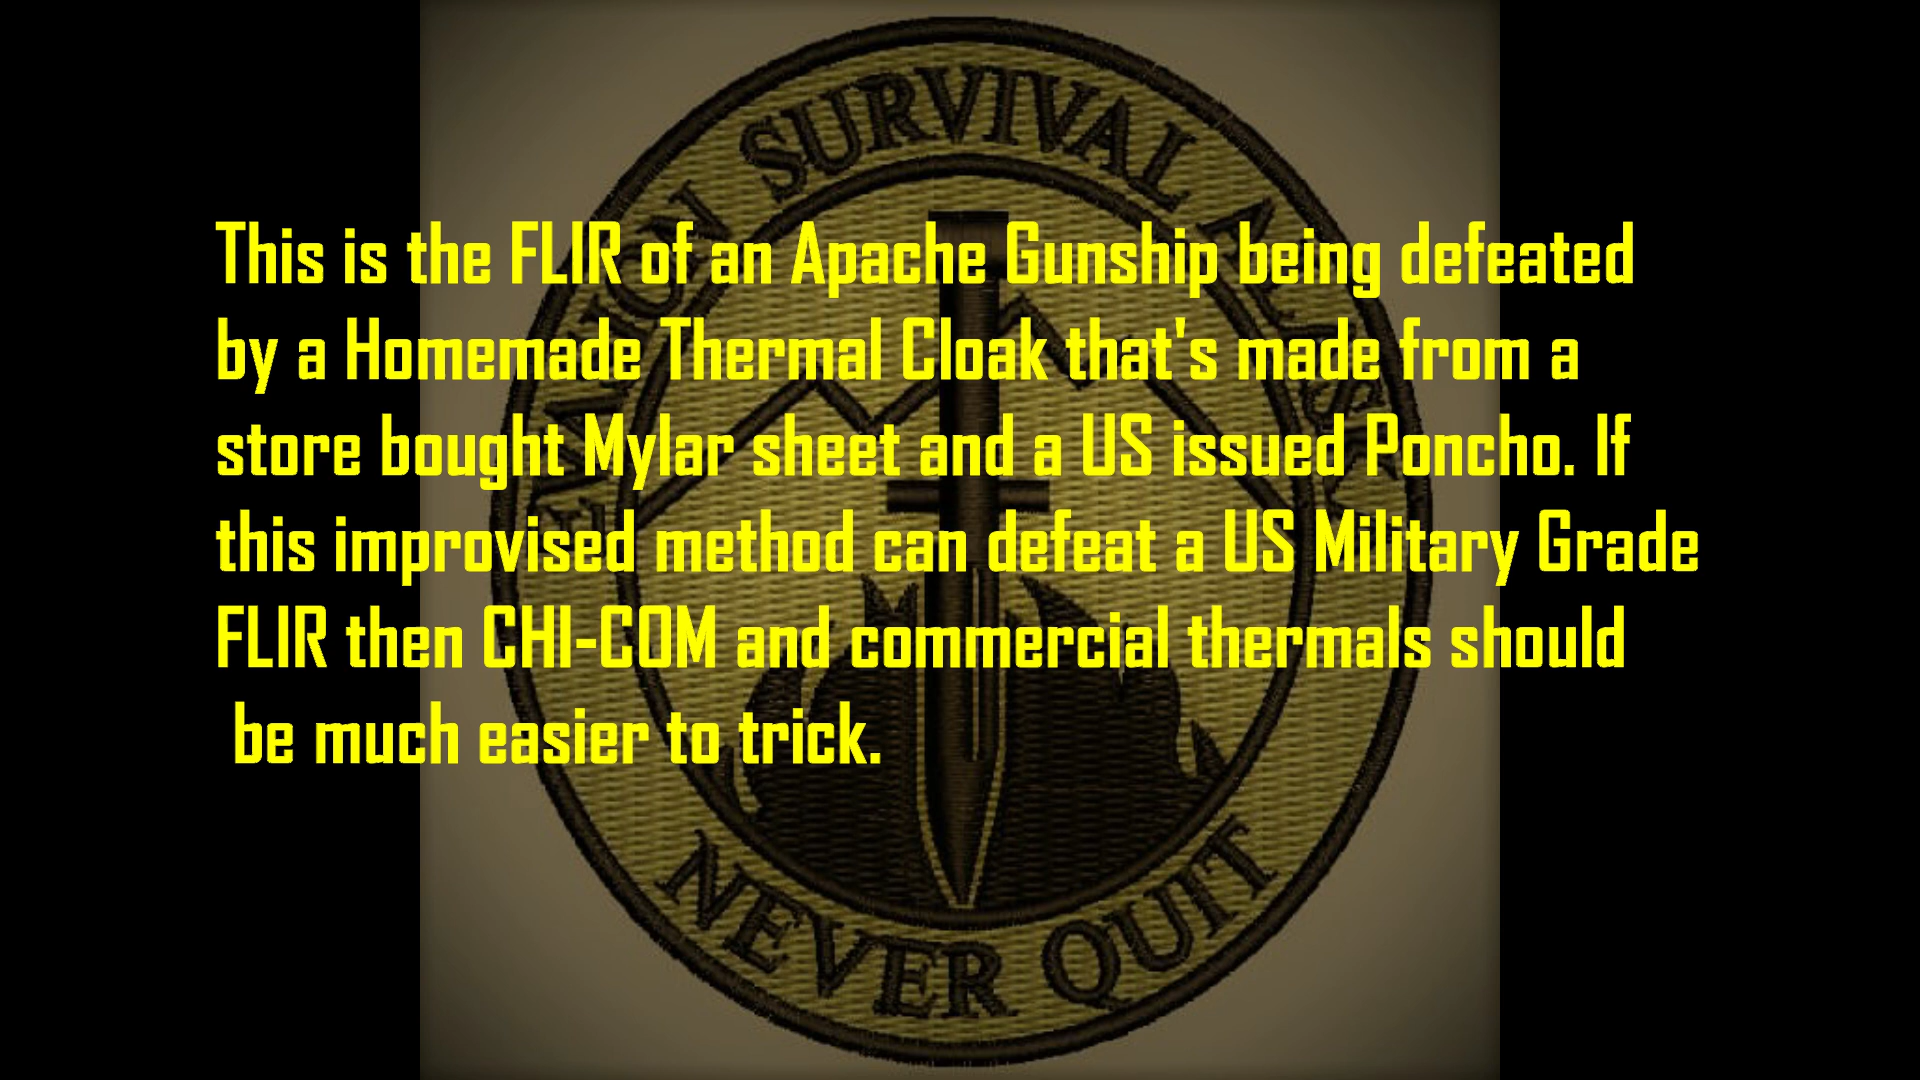 This is the FLIR of an Apache Gunship being defeated
by a Homemade Thermal Cloak that's made from a
store bought Mylar sheet and a US issued Poncho. If
this improvised method can defeat a US Military Grade
FLIR then CHI-COM and commercial thermals should
be much easier to trick.
SURVIVAL
NEVER QUIT